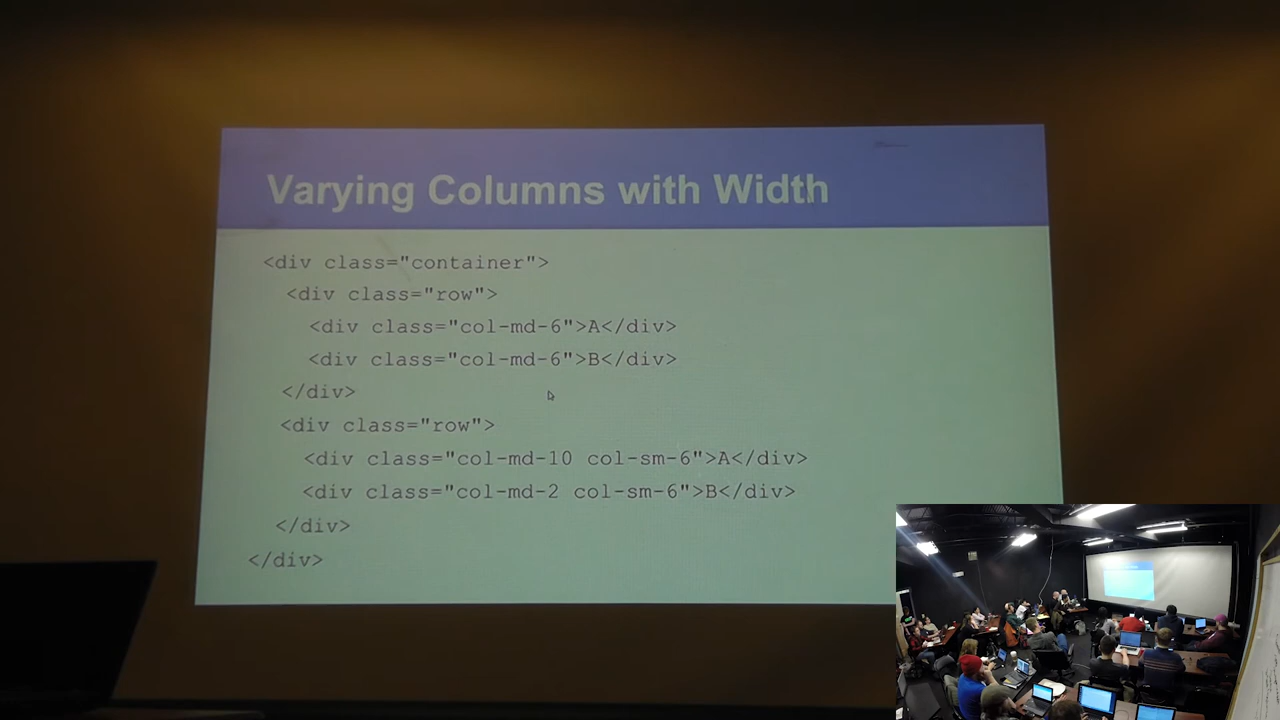 Varying Columns with Width
<div class="container">
<div class="row">
<div class="col-md-6">A</div>
<div class="col-md-6">B</div>
</div>
<div class="row">
<div class="col-md-10 col-sm-6">A</div>
<div class="col-md-2 col-sm-6">B</div>
</div>
</div>